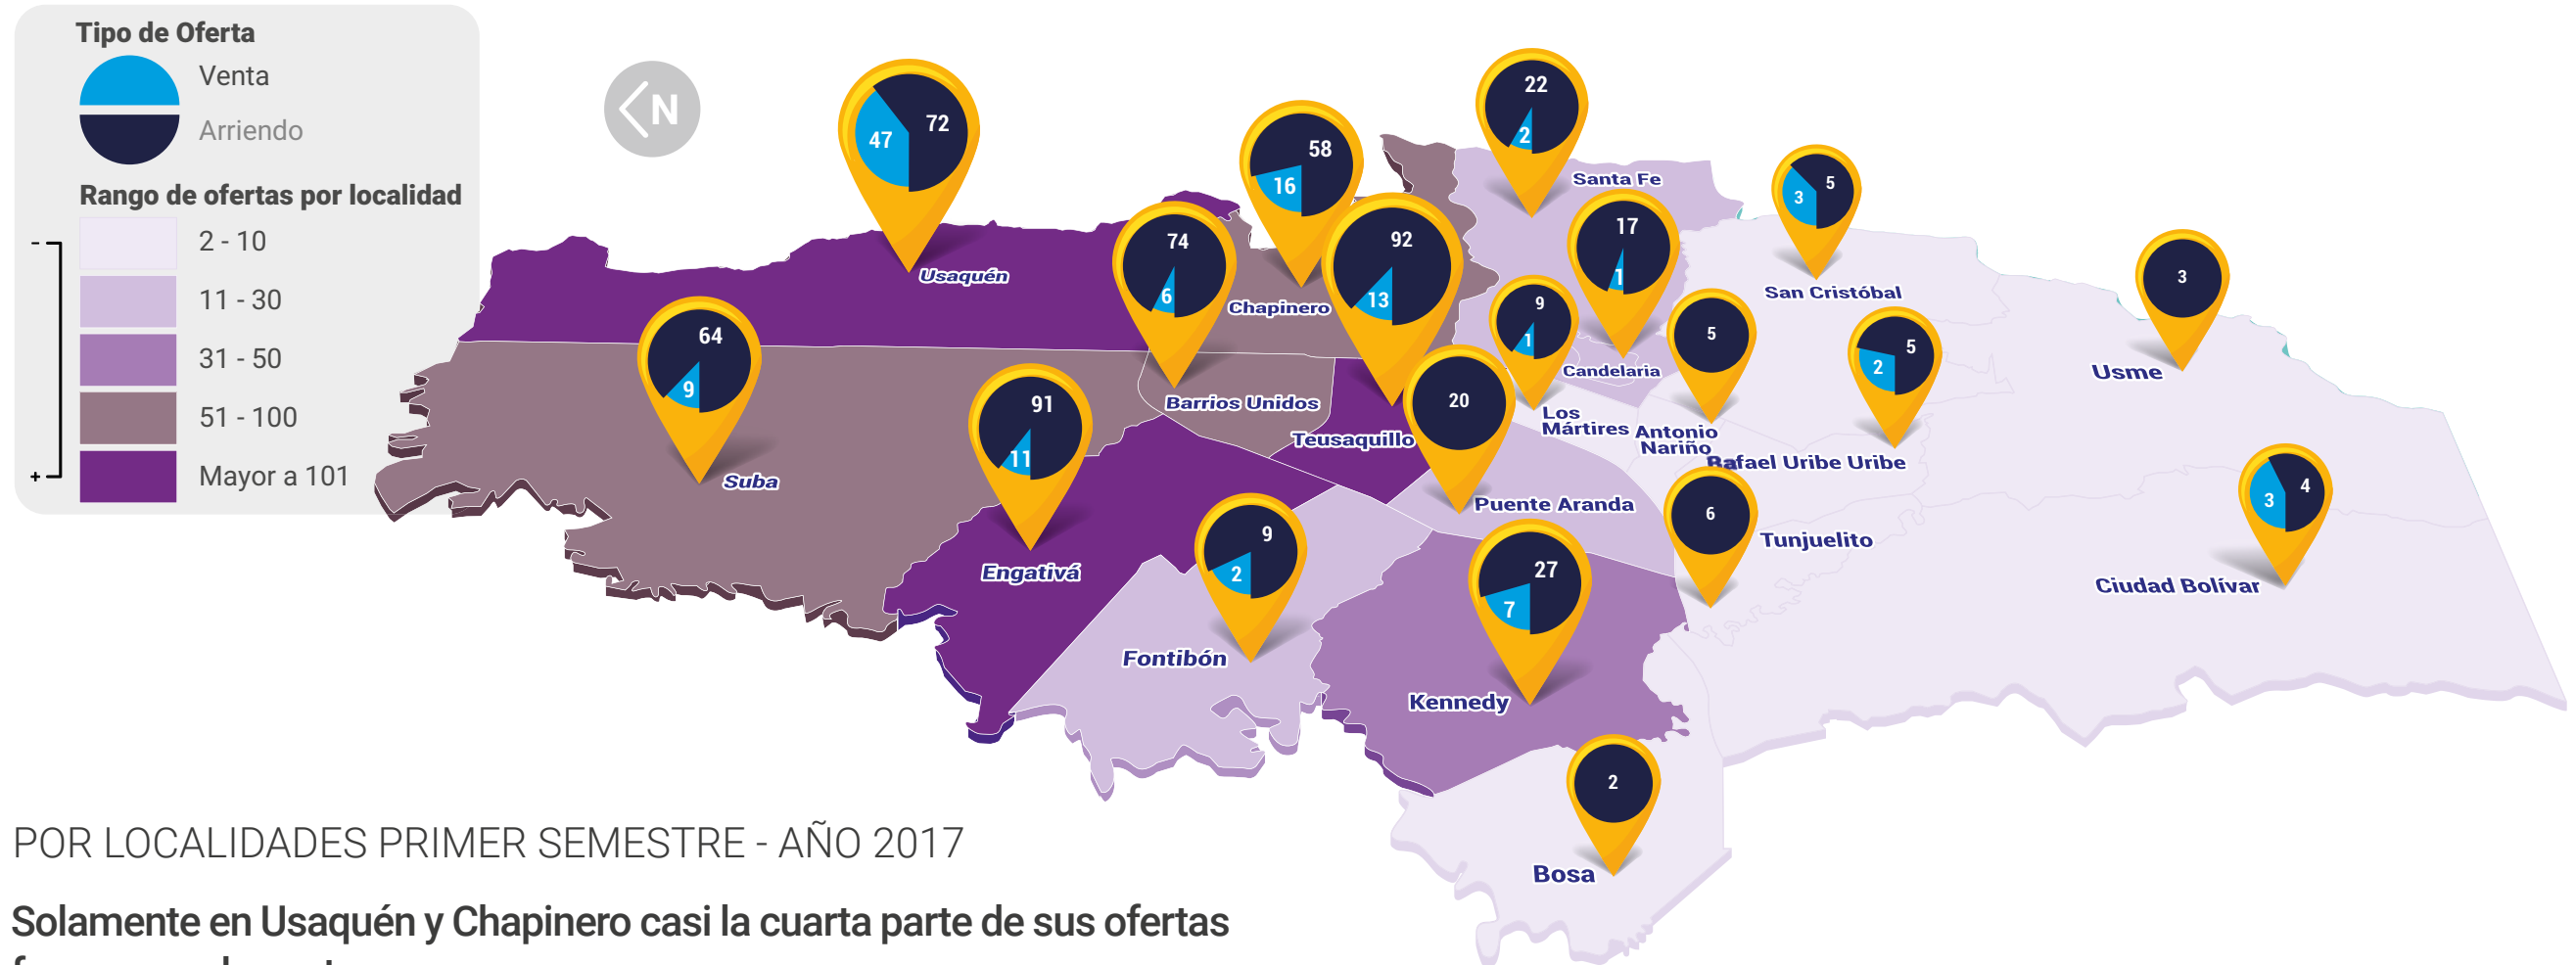 Tipo de Oferta
Venta
Arriendo
Rango de ofertas por localidad
2 - 10
11 - 30
31 - 50
51 - 100
Mayor a 101
-
+
N
47
72
Usaquén
64
9
Suba
74
6
Barrios Unidos
58
16
Chapinero
92
13
Teusaquillo
22
2
Santa Fe
17
1
Candelaria
9
1
Los
Mártires
5
Antonio
Nariño
5
3
San Cristóbal
5
2
Rafael Uribe Uribe
3
Usme
91
11
Engativá
20
Puente Aranda
6
Tunjuelito
4
3
Ciudad Bolívar
9
2
Fontibón
27
7
Kennedy
2
Bosa
POR LOCALIDADES PRIMER SEMESTRE - AÑO 2017
Solamente en Usaquén y Chapinero casi la cuarta parte de sus ofertas